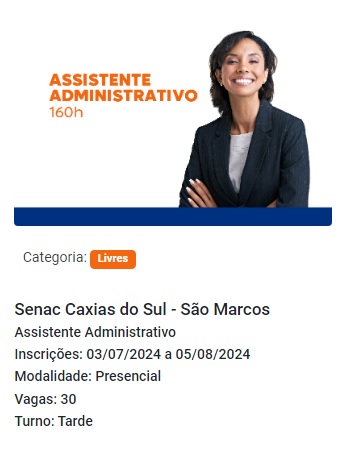 ASSISTENTE
ADMINISTRATIVO
160h
Categoria: Livres
Senac Caxias do Sul - São Marcos
Assistente Administrativo
Inscrições: 03/07/2024 a 05/08/2024
Modalidade: Presencial
Vagas: 30
Turno: Tarde